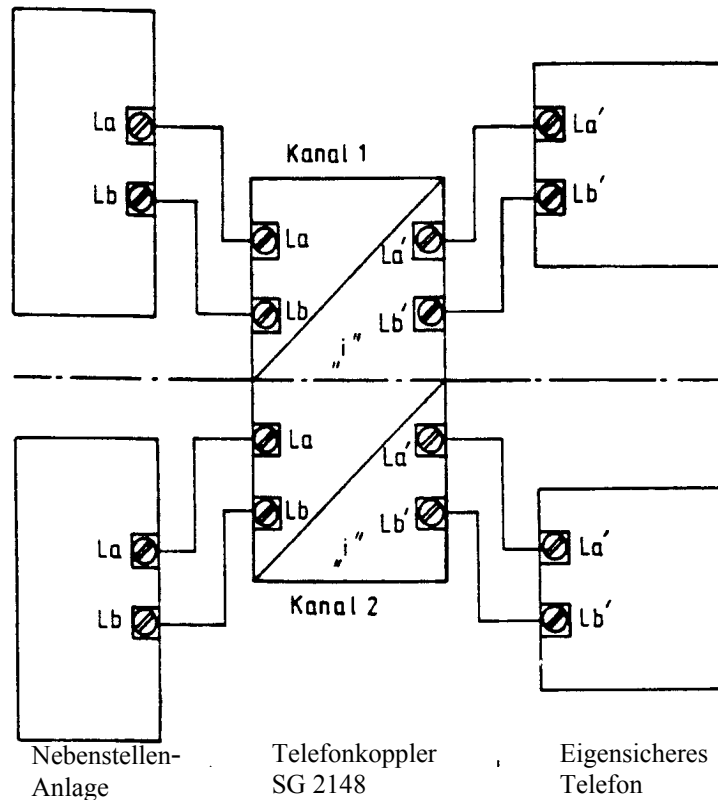 La
Lb
Kanal 1
La
Lb
La'
Lb'
„i"
La'
Lb'
La
Lb
La
Lb
La'
Lb'
„i"
Kanal 2
La'
Lb'
Nebenstellen-
Anlage
Telefonkoppler
SG 2148
Eigensicheres
Telefon